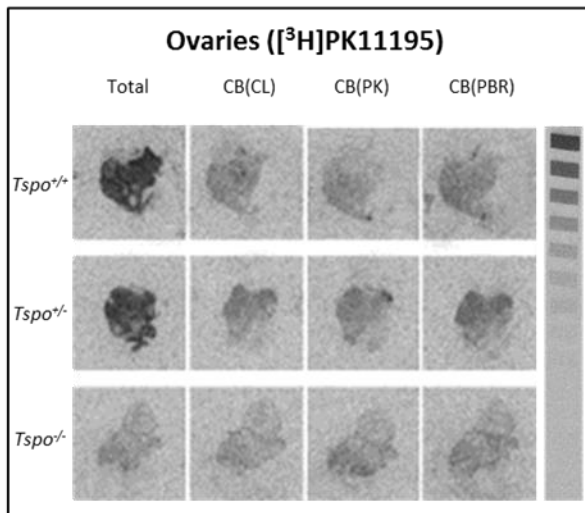 Ovaries ([³H]PK11195)
Total CB(CL) CB(PK) CB(PBR)
Tspo⁺/⁺
Tspo⁺/⁻
Tspo⁻/⁻